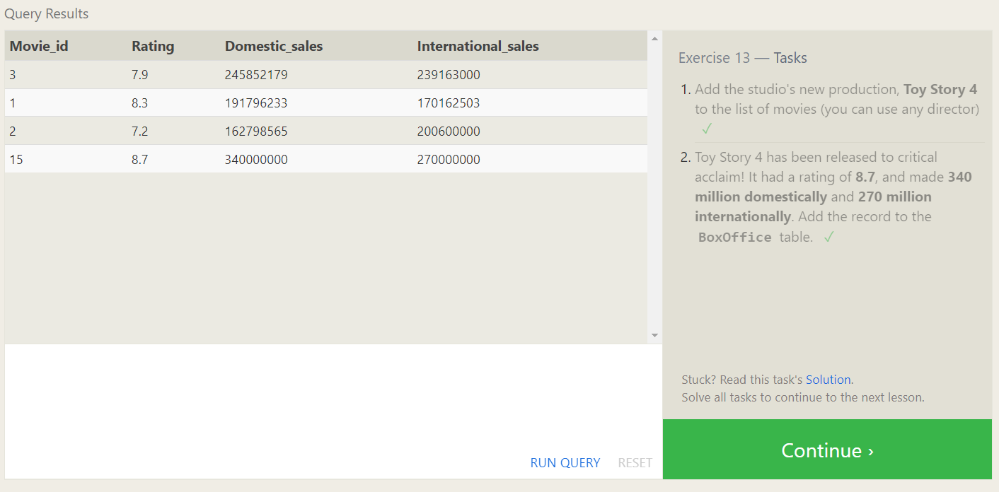 Query Results
Movie_id Rating Domestic_sales International_sales
3 7.9 245852179 239163000
1 8.3 191796233 170162503
2 7.2 162798565 200600000
15 8.7 340000000 270000000
RUN QUERY RESET
Exercise 13 — Tasks
1. Add the studio's new production, Toy Story 4
to the list of movies (you can use any director)
✓
2. Toy Story 4 has been released to critical
acclaim! It had a rating of 8.7, and made 340
million domestically and 270 million
internationally. Add the record to the
BoxOffice table. ✓
Stuck? Read this task's Solution.
Solve all tasks to continue to the next lesson.
Continue ›